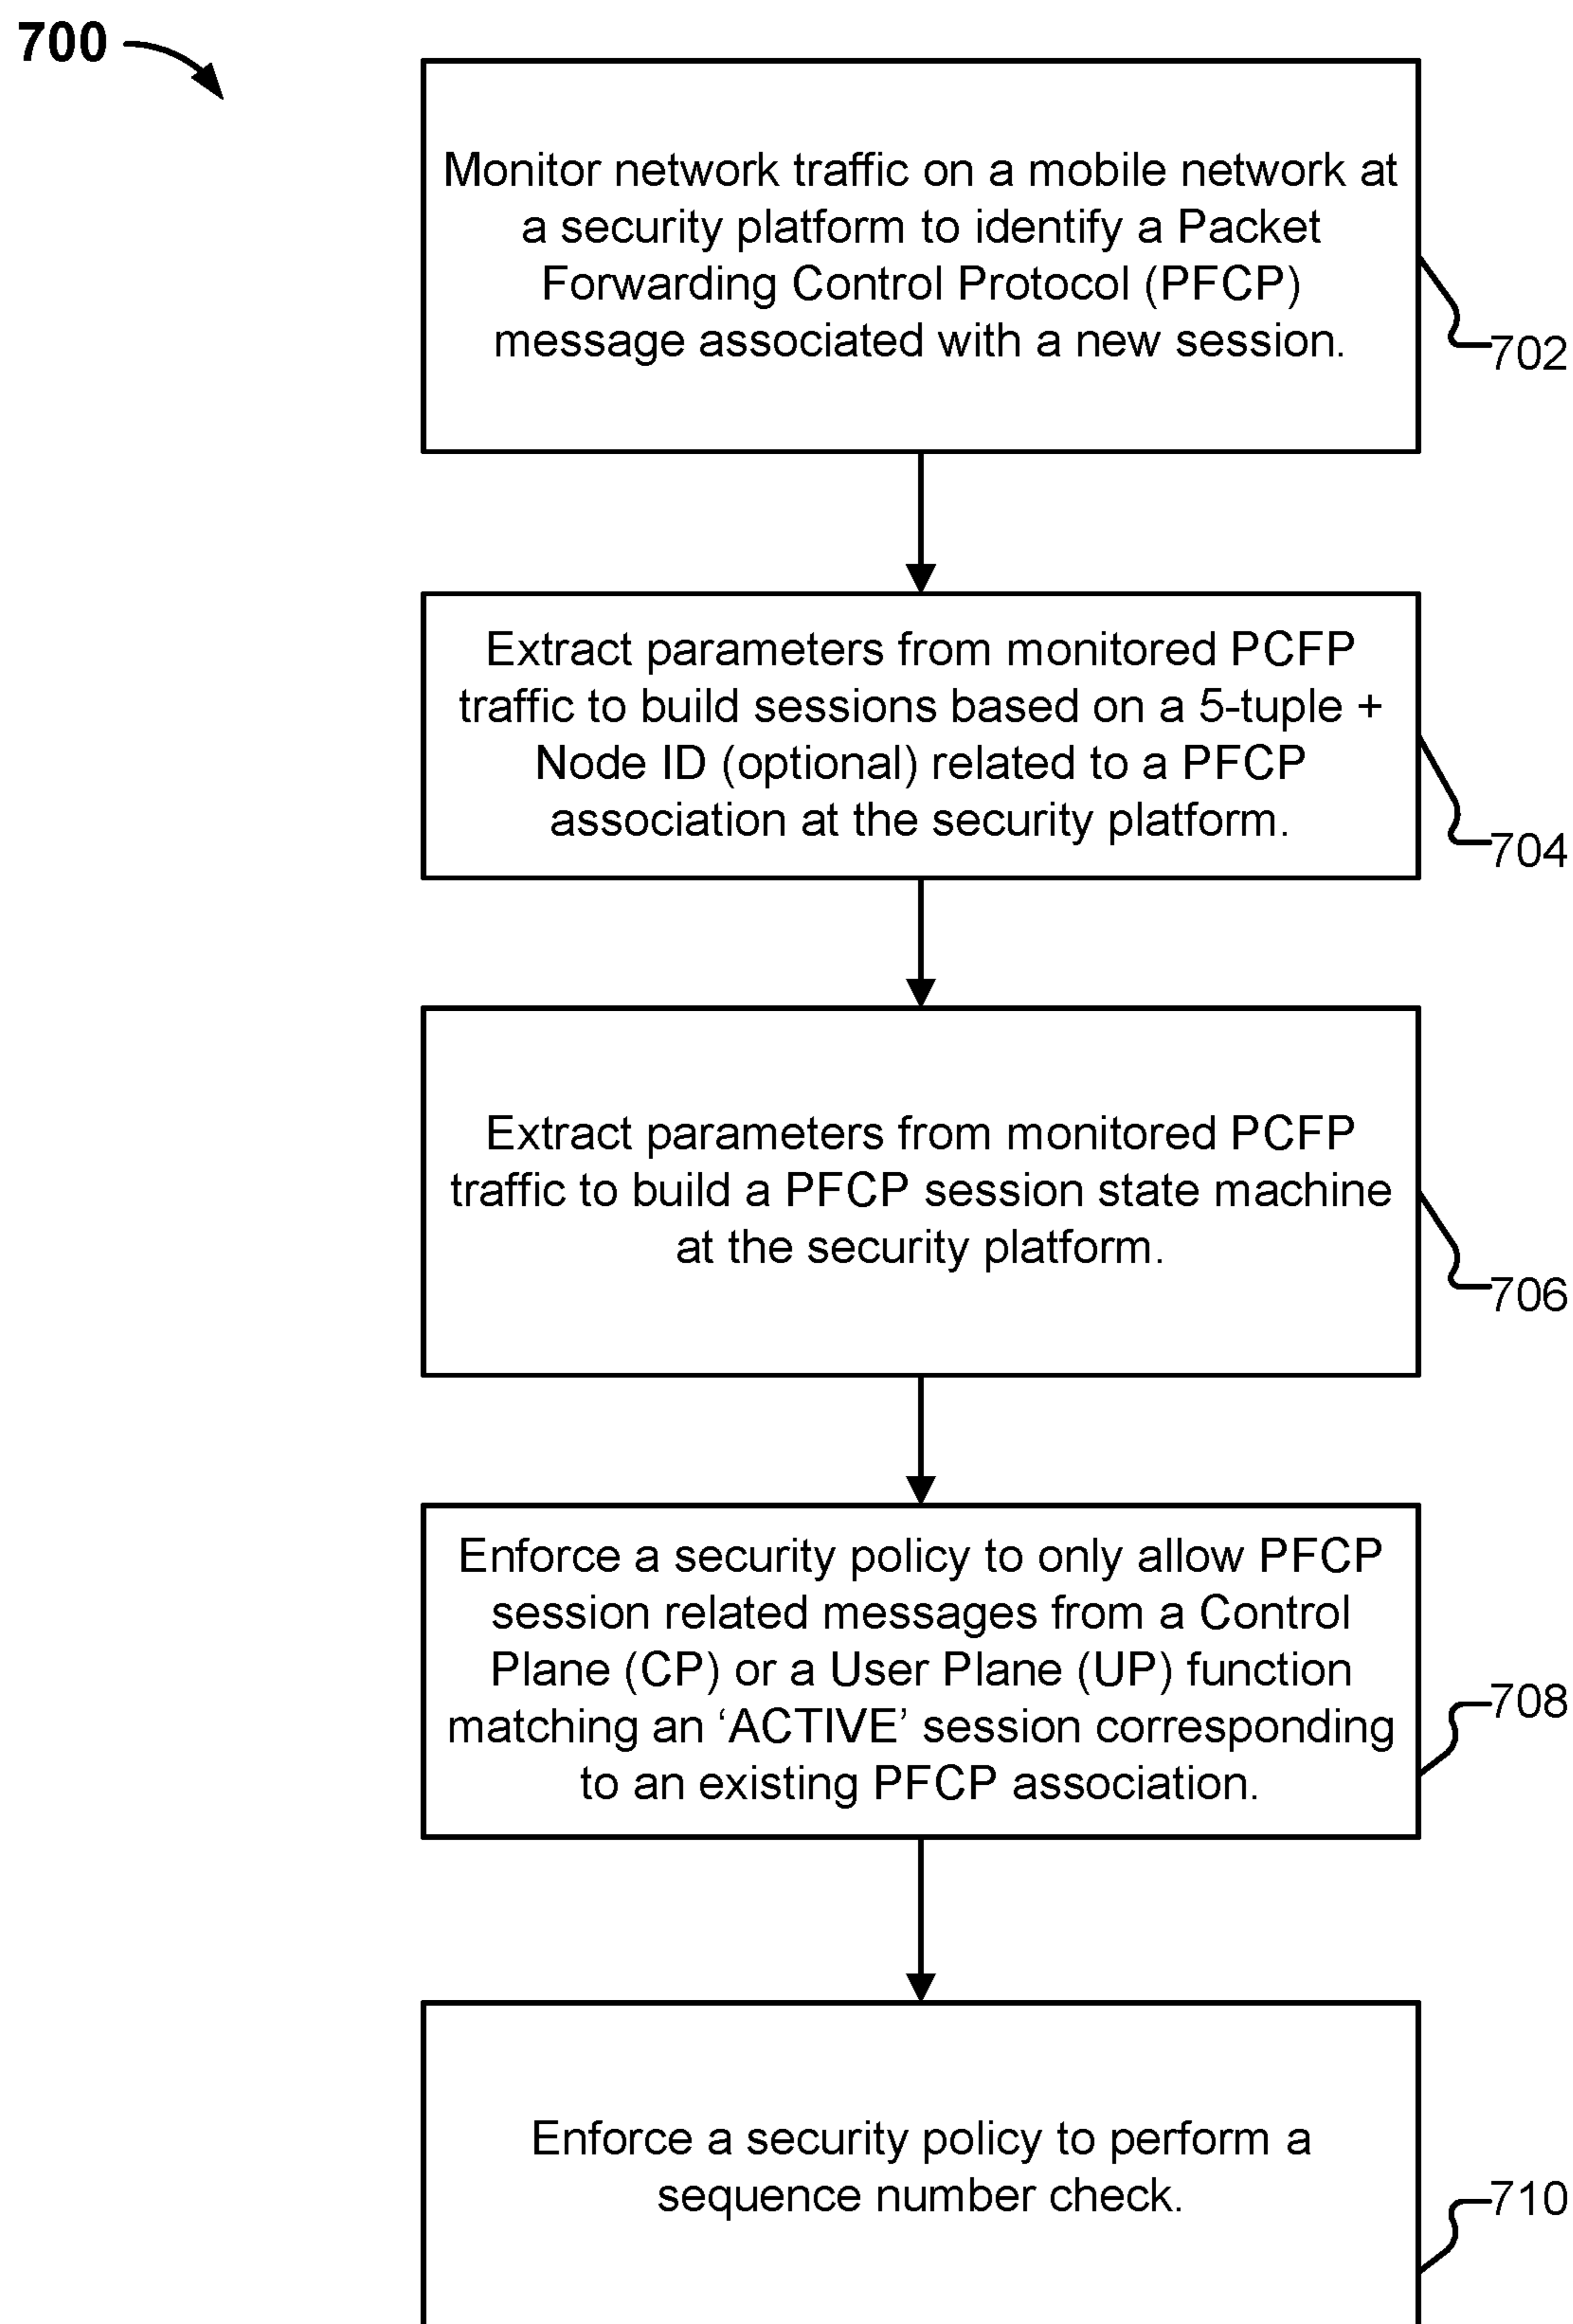 700
Monitor network traffic on a mobile network at
a security platform to identify a Packet
Forwarding Control Protocol (PFCP)
message associated with a new session.
702
Extract parameters from monitored PCFP
traffic to build sessions based on a 5-tuple +
Node ID (optional) related to a PFCP
association at the security platform.
704
Extract parameters from monitored PCFP
traffic to build a PFCP session state machine
at the security platform.
706
Enforce a security policy to only allow PFCP
session related messages from a Control
Plane (CP) or a User Plane (UP) function
matching an ‘ACTIVE’ session corresponding
to an existing PFCP association.
708
Enforce a security policy to perform a
sequence number check.
710